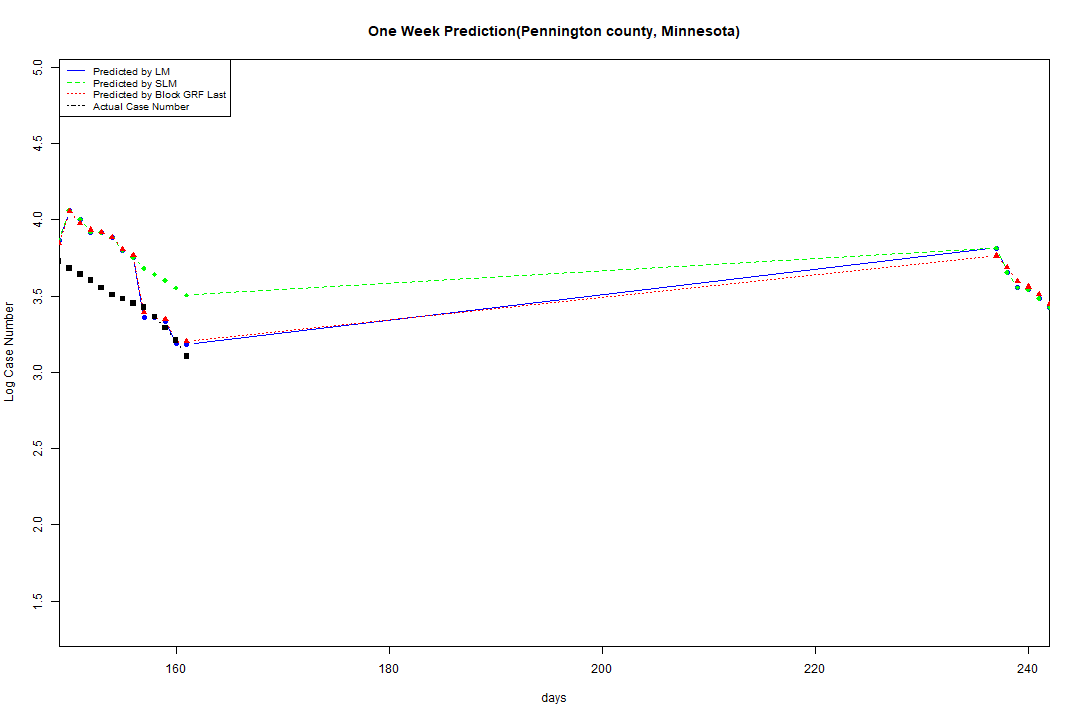 One Week Prediction(Pennington county, Minnesota)
Predicted by LM
Predicted by SLM
Predicted by Block GRF Last
Actual Case Number
5.0
4.5
4.0
3.5
3.0
2.5
2.0
1.5
Log Case Number
160
180
200
220
240
days